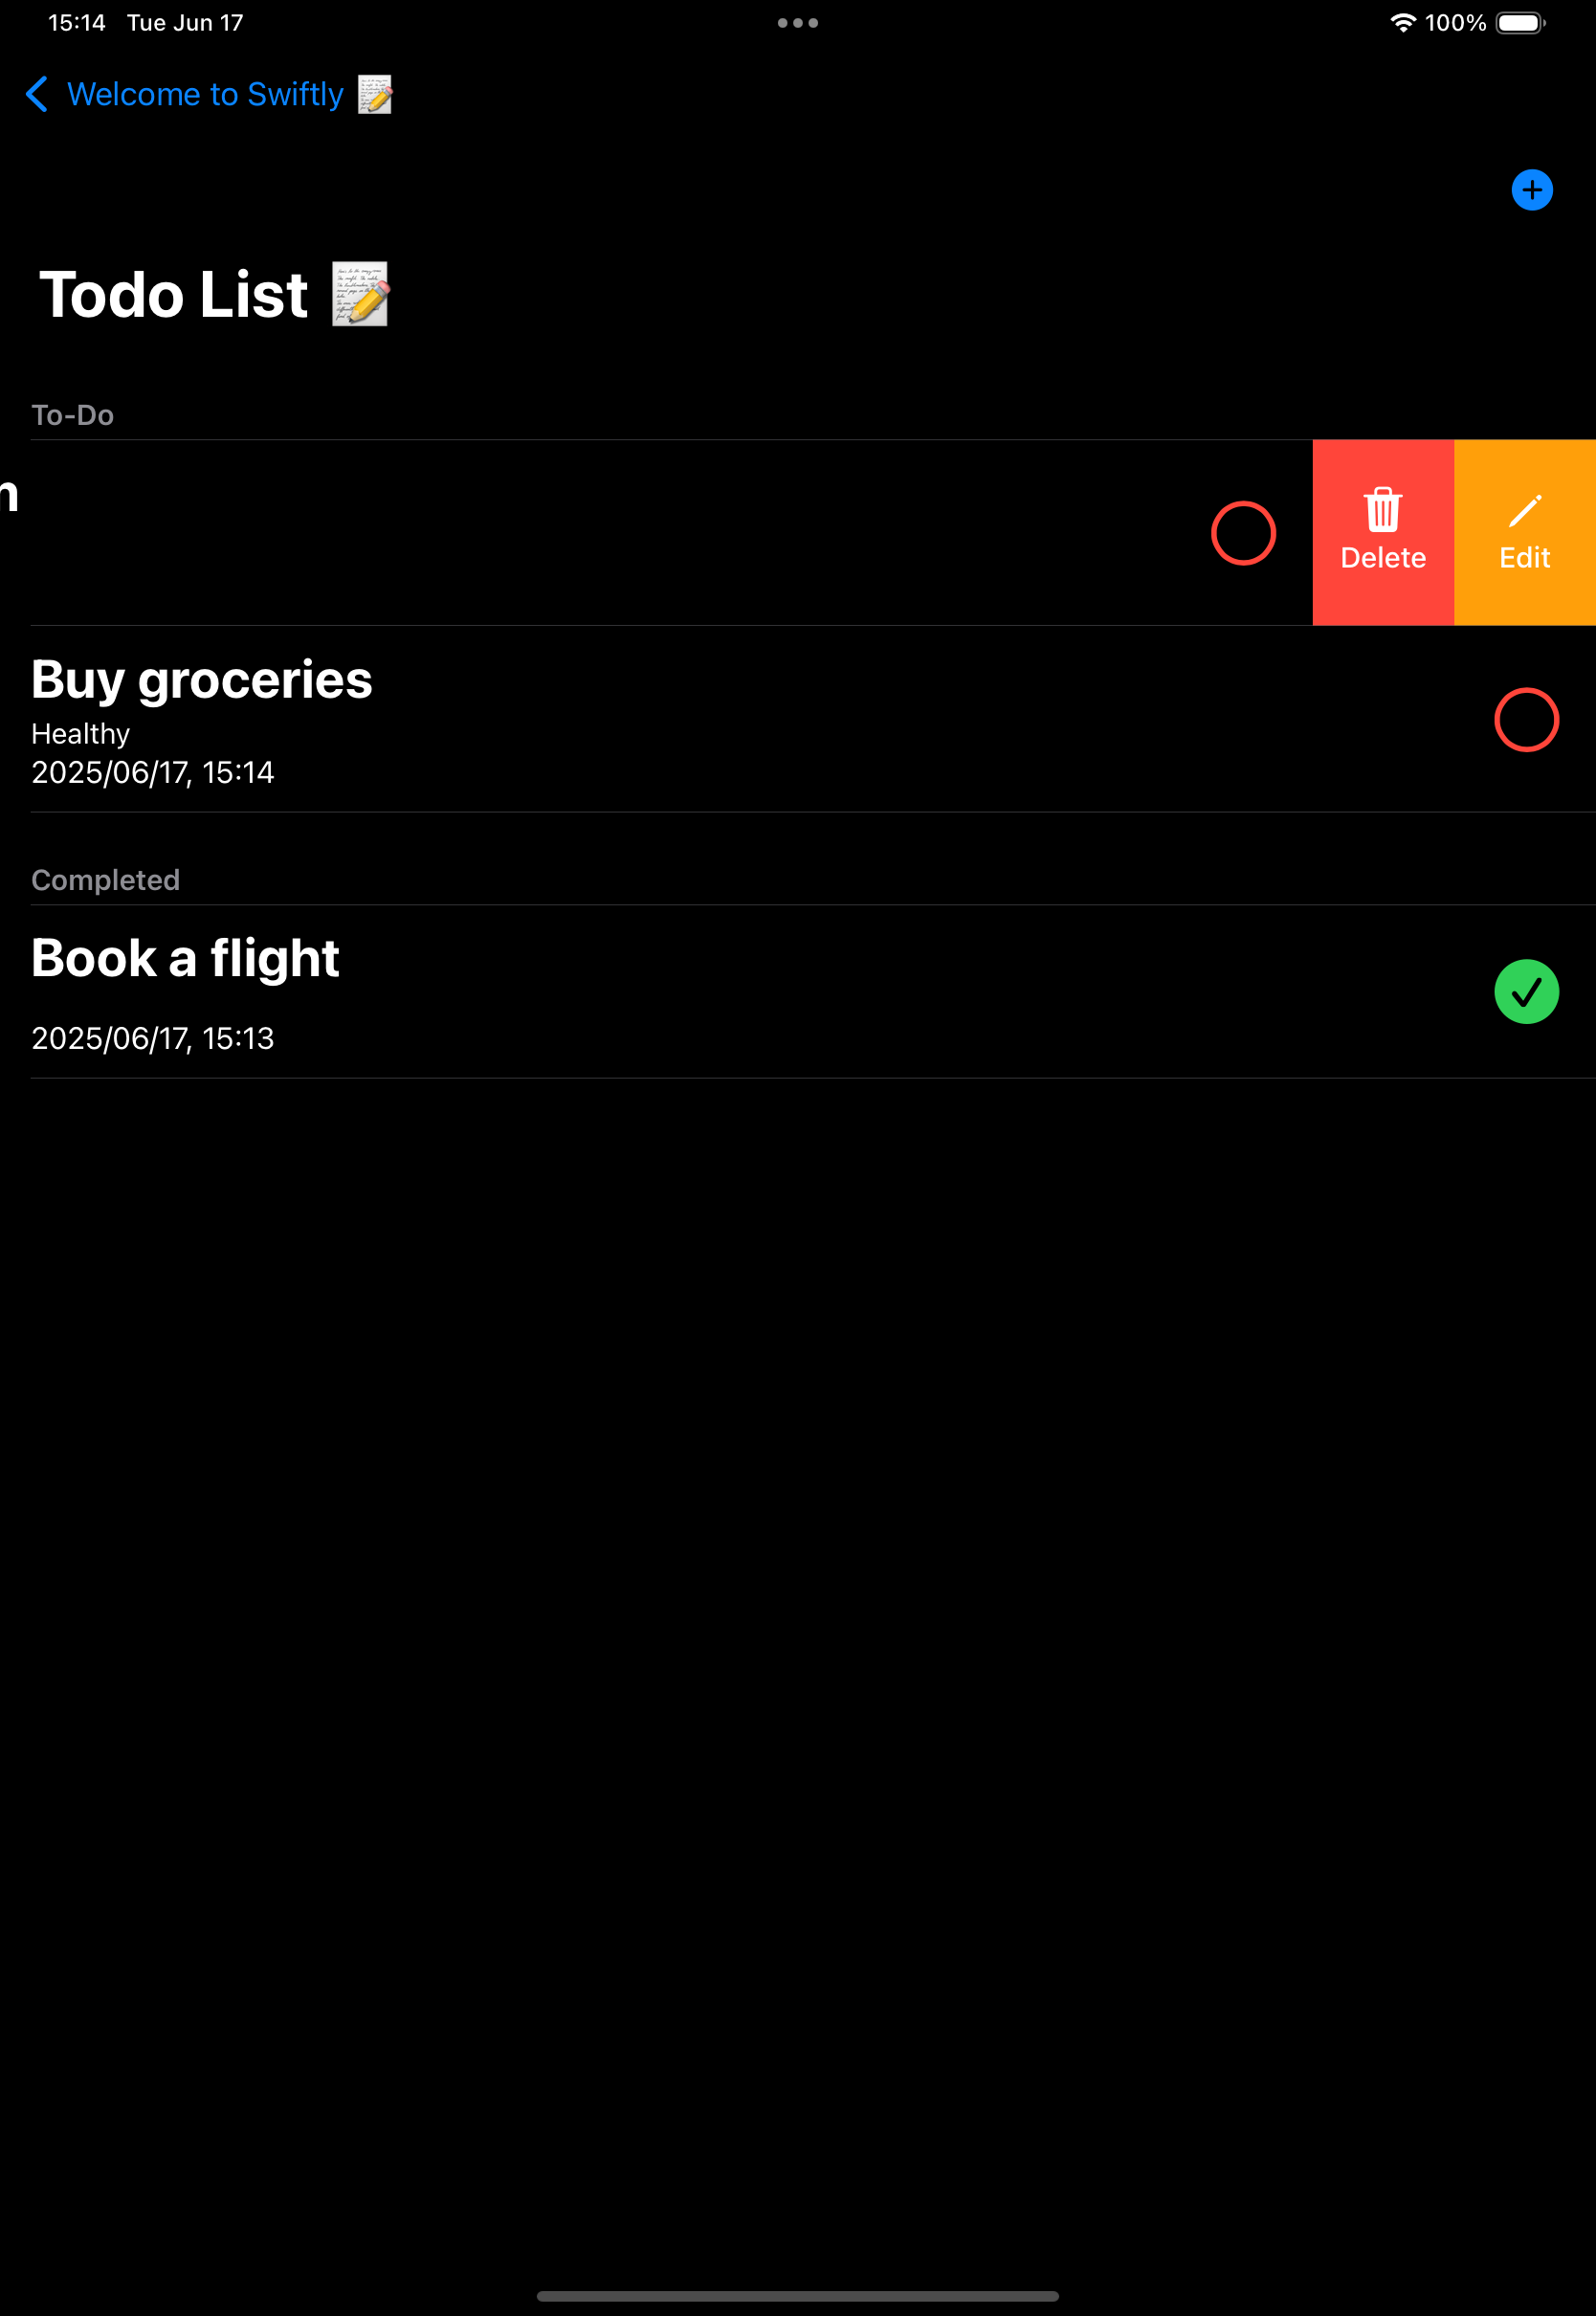 15:14 Tue Jun 17
100%
Welcome to Swiftly
Todo List
To-Do
Delete
Edit
Buy groceries
Healthy
2025/06/17, 15:14
Completed
Book a flight
2025/06/17, 15:13